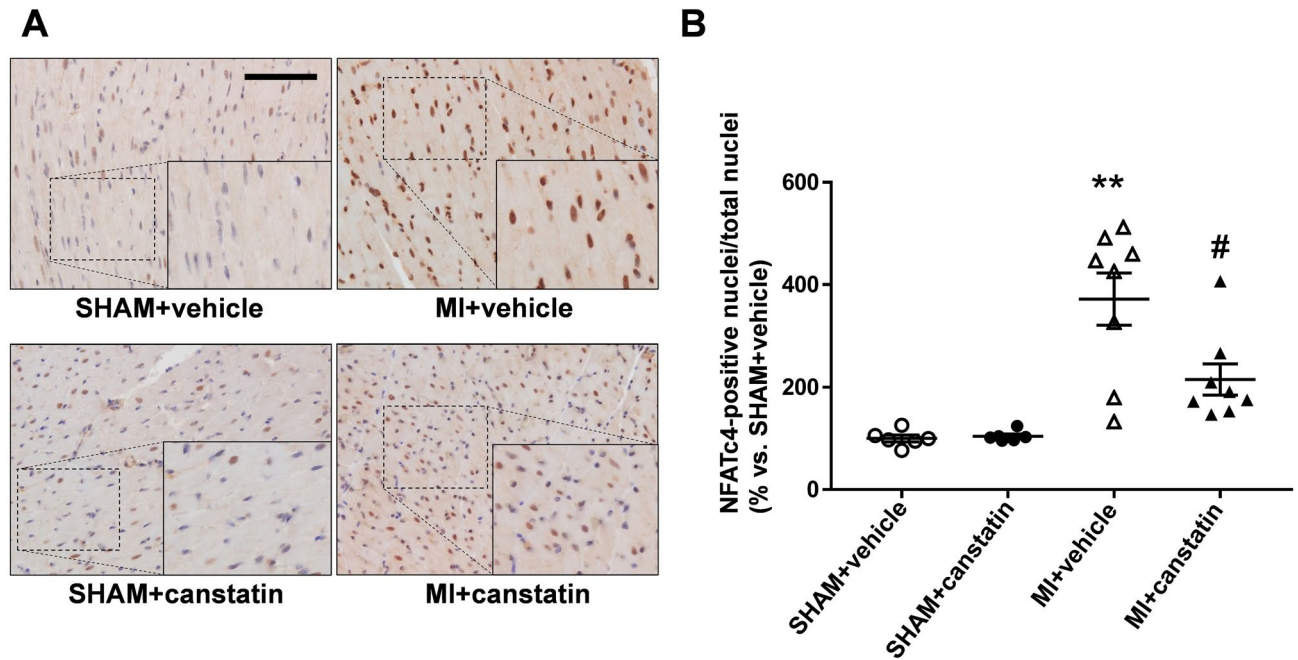 A
SHAM+vehicle
MI+vehicle
SHAM+canstatin
MI+canstatin
B
NFATc4-positive nuclei/total nuclei
(% vs. SHAM+vehicle)
600
400
200
0
**
#
SHAM+vehicle
SHAM+canstatin
MI+vehicle
MI+canstatin